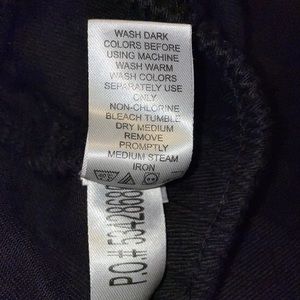 WASH DARK
COLORS BEFORE
USING MACHINE
WASH WARM
WASH COLORS
SEPARATELY USE
ONLY
NON-CHLORINE
BLEACH TUMBLE
DRY MEDIUM
REMOVE
PROMPTLY
MEDIUM STEAM
IRON
P.O.#